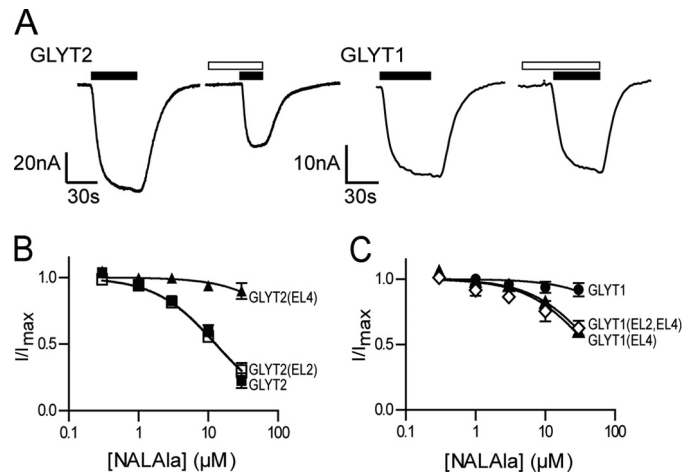 A
GLYT2
GLYT1
20nA
30s
10nA
30s
B
C
I/Imax
1.0
0.5
0.0
0.1
1
10
100
[NALAla] (µM)
GLYT2(EL4)
GLYT2(EL2)
GLYT2
I/Imax
1.0
0.5
0.0
0.1
1
10
100
[NALAla] (µM)
GLYT1
GLYT1(EL2,EL4)
GLYT1(EL4)